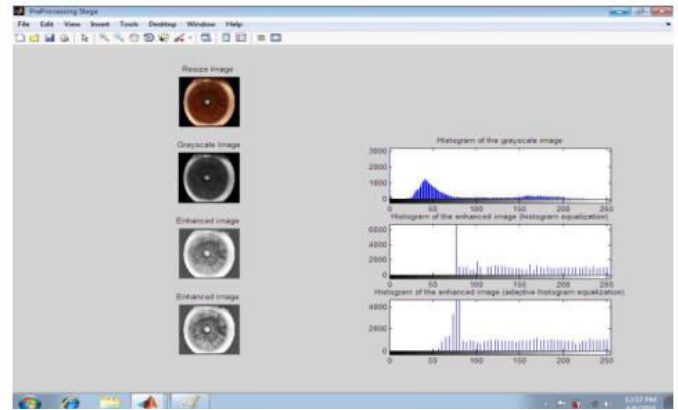 PreProcessing Stage
File Edit View Insert Tools Desktop Window Help
Resize Image
Grayscale Image
Enhanced image
Enhanced image
Histogram of the grayscale image
3000
2000
1000
0
0 50 100 150 200 250
Histogram of the enhanced image (histogram equalization)
6000
4000
2000
0
0 50 100 150 200 250
Histogram of the enhanced image (adaptive histogram equalization)
4000
2000
0
0 50 100 150 200 250
12:57 PM